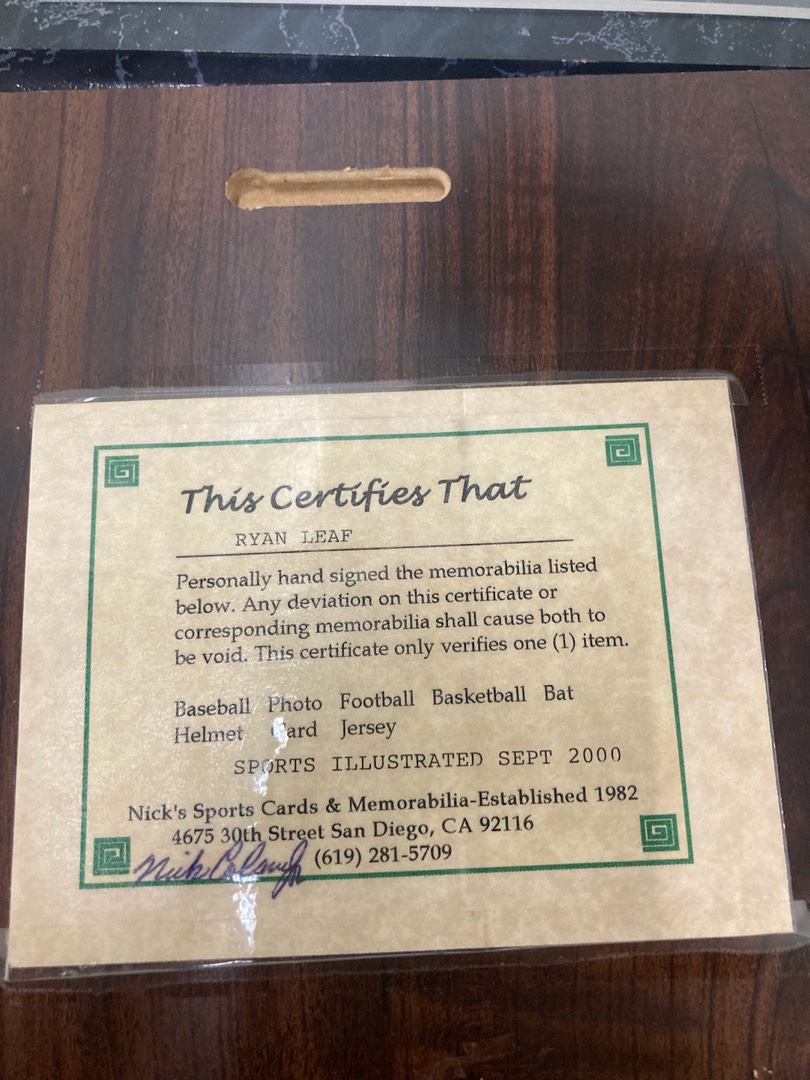 This Certifies That
RYAN LEAF
Personally hand signed the memorabilia listed
below. Any deviation on this certificate or
corresponding memorabilia shall cause both to
be void. This certificate only verifies one (1) item.
Baseball Photo Football Basketball Bat
Helmet Card Jersey
SPORTS ILLUSTRATED SEPT 2000
Nick's Sports Cards & Memorabilia-Established 1982
4675 30th Street San Diego, CA 92116
Nick (619) 281-5709